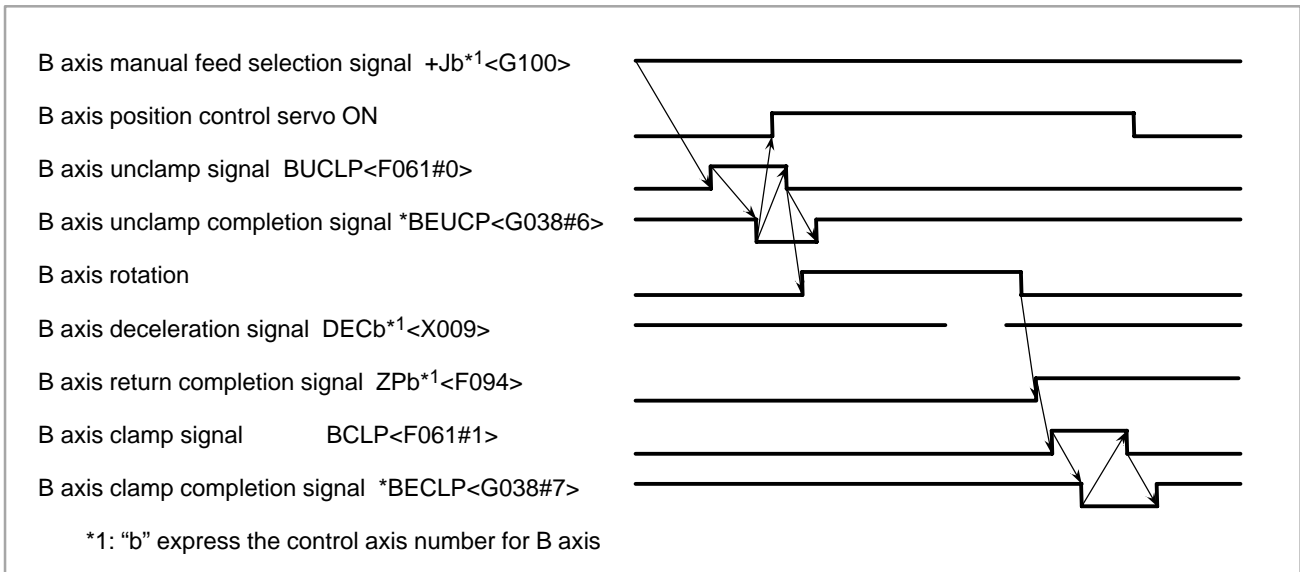 B axis manual feed selection signal +Jb*1<G100>
B axis position control servo ON
B axis unclamp signal BUCLP<F061#0>
B axis unclamp completion signal *BEUCP<G038#6>
B axis rotation
B axis deceleration signal DECb*1<X009>
B axis return completion signal ZPb*1<F094>
B axis clamp signal BCLP<F061#1>
B axis clamp completion signal *BECLP<G038#7>
*1: “b” express the control axis number for B axis